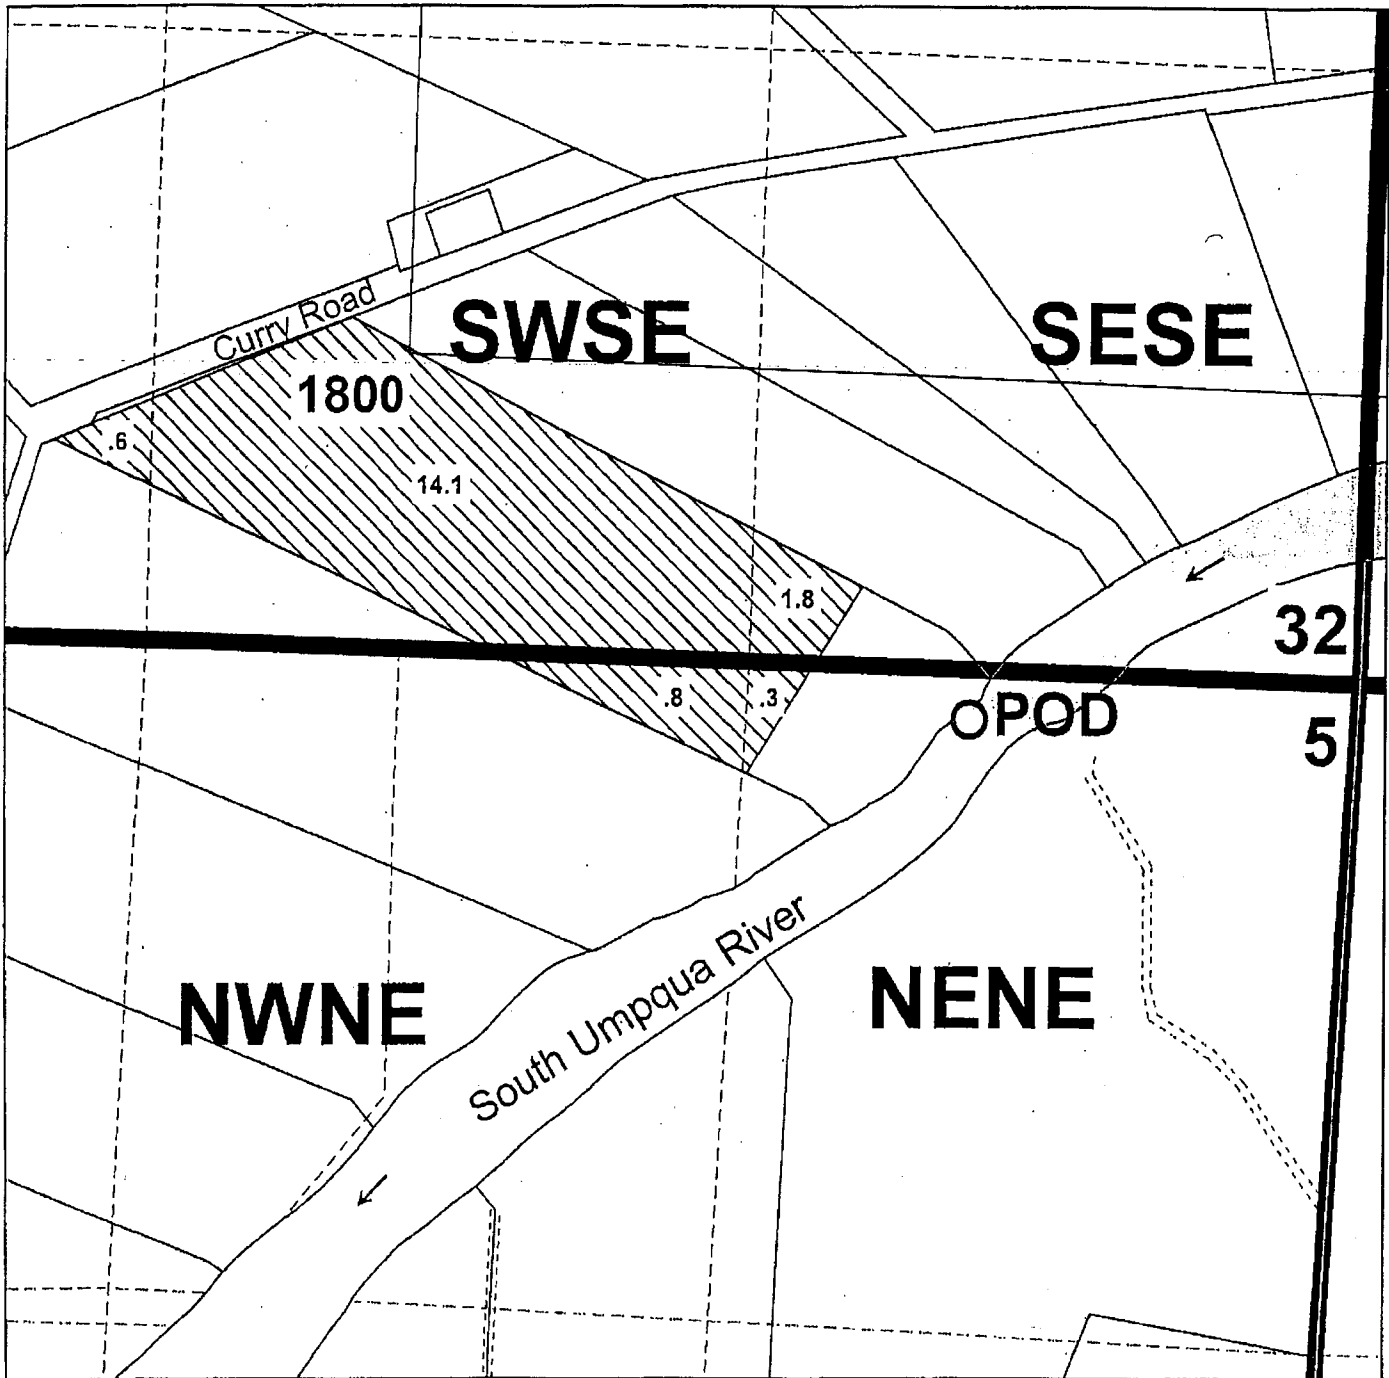 Curry Road
SWSE
SESE
1800
.6
14.1
1.8
32
.8
.3
POD
5
South Umpqua River
NWNE
NENE